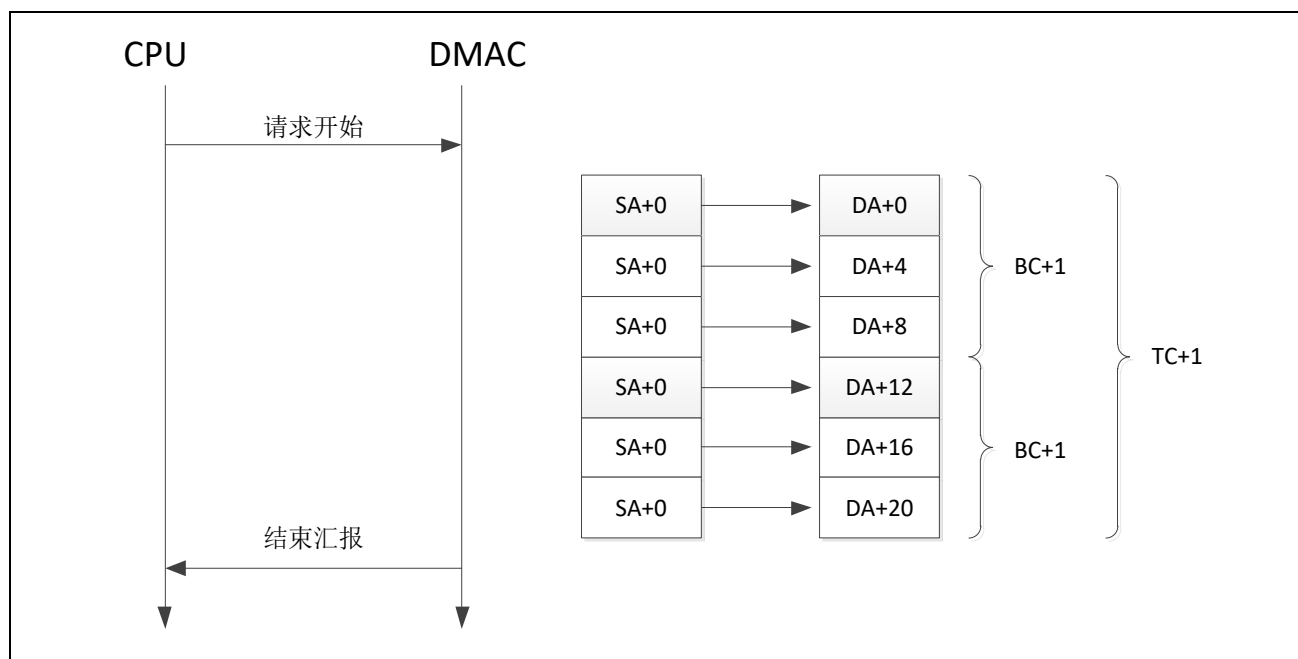 CPU DMAC
请求开始
SA+0 DA+0
SA+0 DA+4 BC+1
SA+0 DA+8
SA+0 DA+12 TC+1
SA+0 DA+16 BC+1
SA+0 DA+20
结束汇报